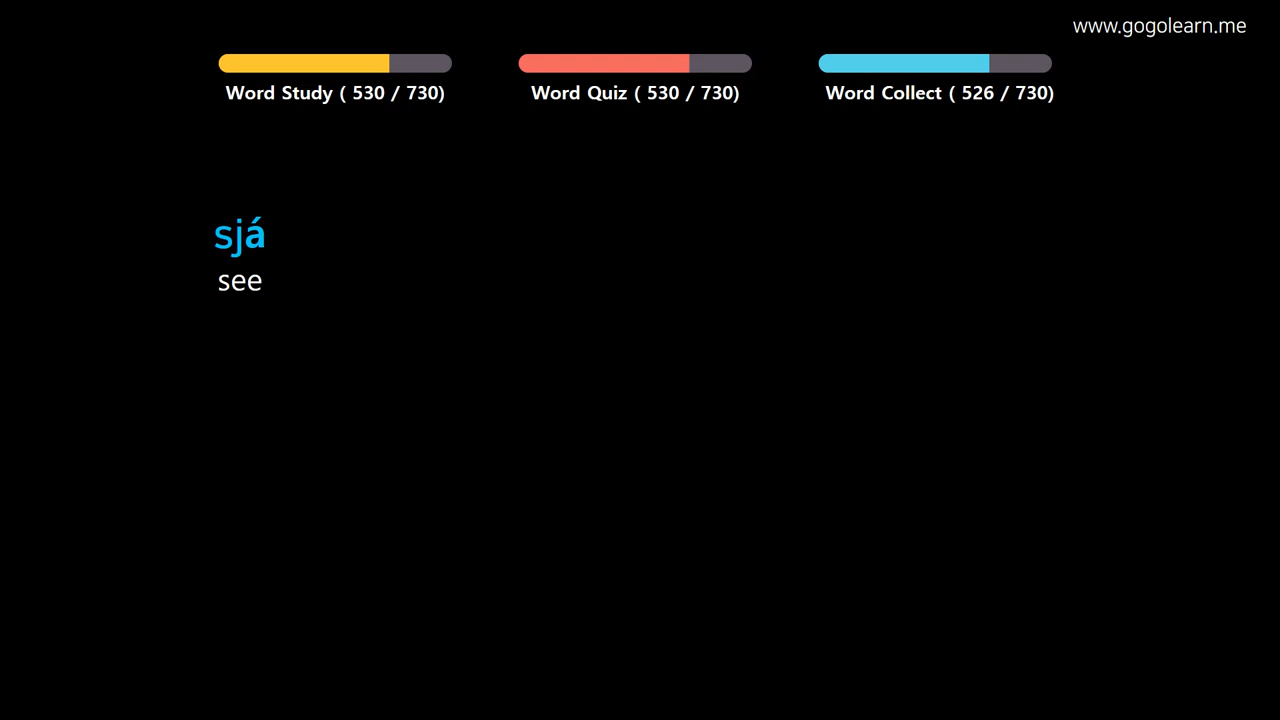 www.gogolearn.me
Word Study ( 530 / 730)
Word Quiz ( 530 / 730)
Word Collect ( 526 / 730)
sjá
see